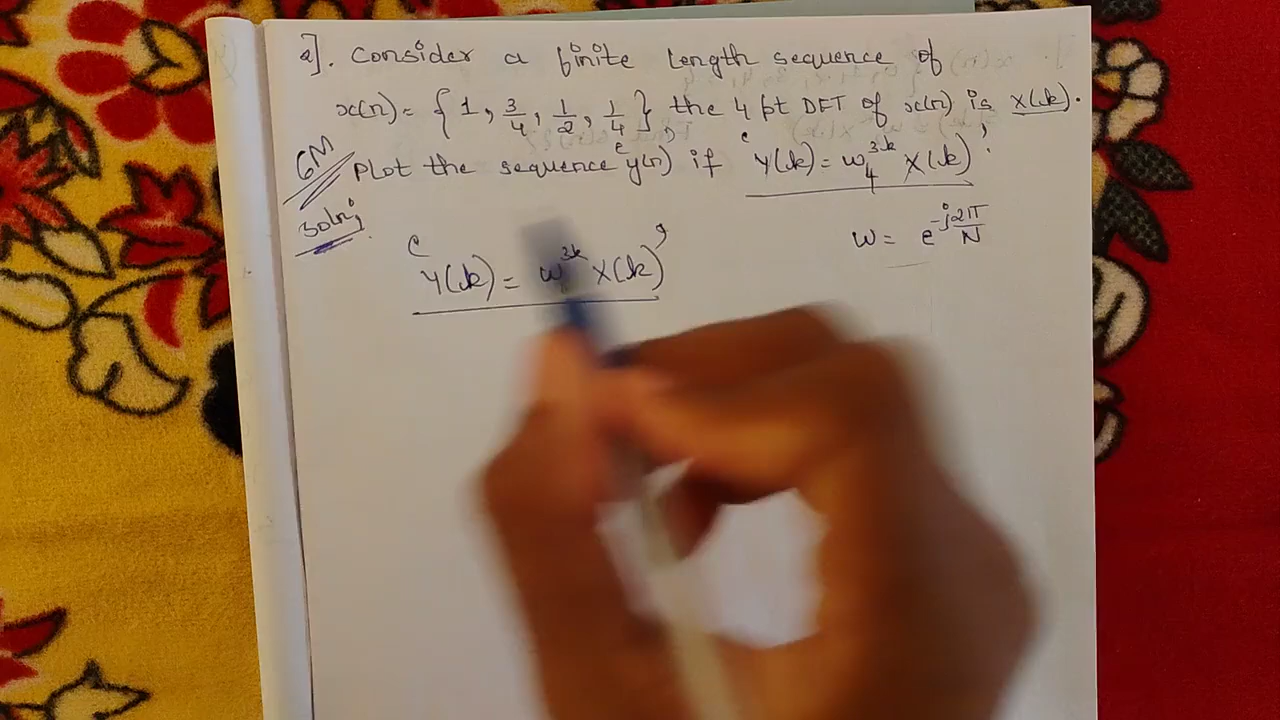 2]. Consider a finite length sequence of
x(n) = { 1, 3/4, 1/2, 1/4 }, the 4 pt DFT of x(n) is X(k).
6M
Plot the sequence 'y(n)' if 'Y(k) = W₄^3k X(k)'.
Soln;
W = e^-j2π/N
'Y(k) = W^3k X(k)'